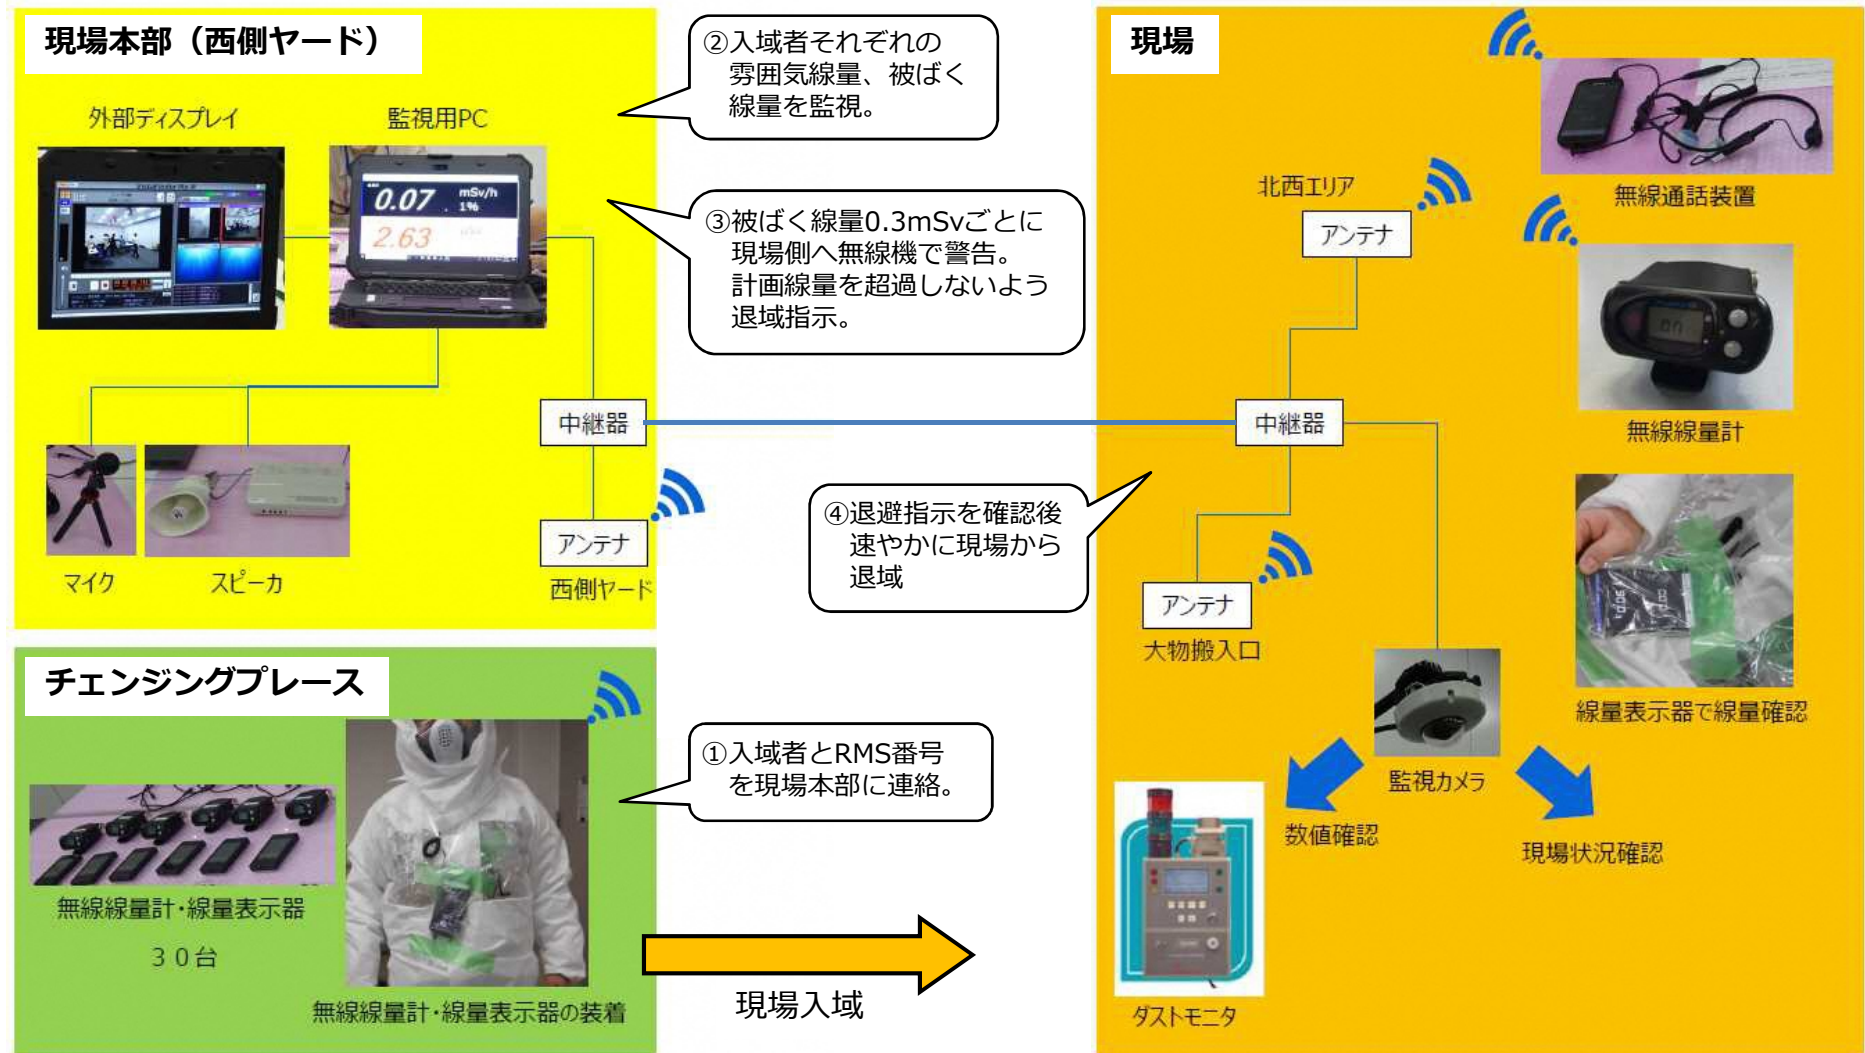 現場本部（西側ヤード）
外部ディスプレイ
監視用PC
0.07
mSv/h
1%
2.63
マイク
スピーカ
中継器
アンテナ
西側ヤード
②入域者それぞれの
雰囲気線量、被ばく
線量を監視。
③被ばく線量0.3mSvごとに
現場側へ無線機で警告。
計画線量を超過しないよう
退域指示。
④退避指示を確認後
速やかに現場から
退域
チェンジングプレース
無線線量計・線量表示器
３０台
無線線量計・線量表示器の装着
①入域者とRMS番号
を現場本部に連絡。
現場入域
現場
無線通話装置
北西エリア
アンテナ
無線線量計
中継器
アンテナ
大物搬入口
線量表示器で線量確認
監視カメラ
数値確認
現場状況確認
ダストモニタ